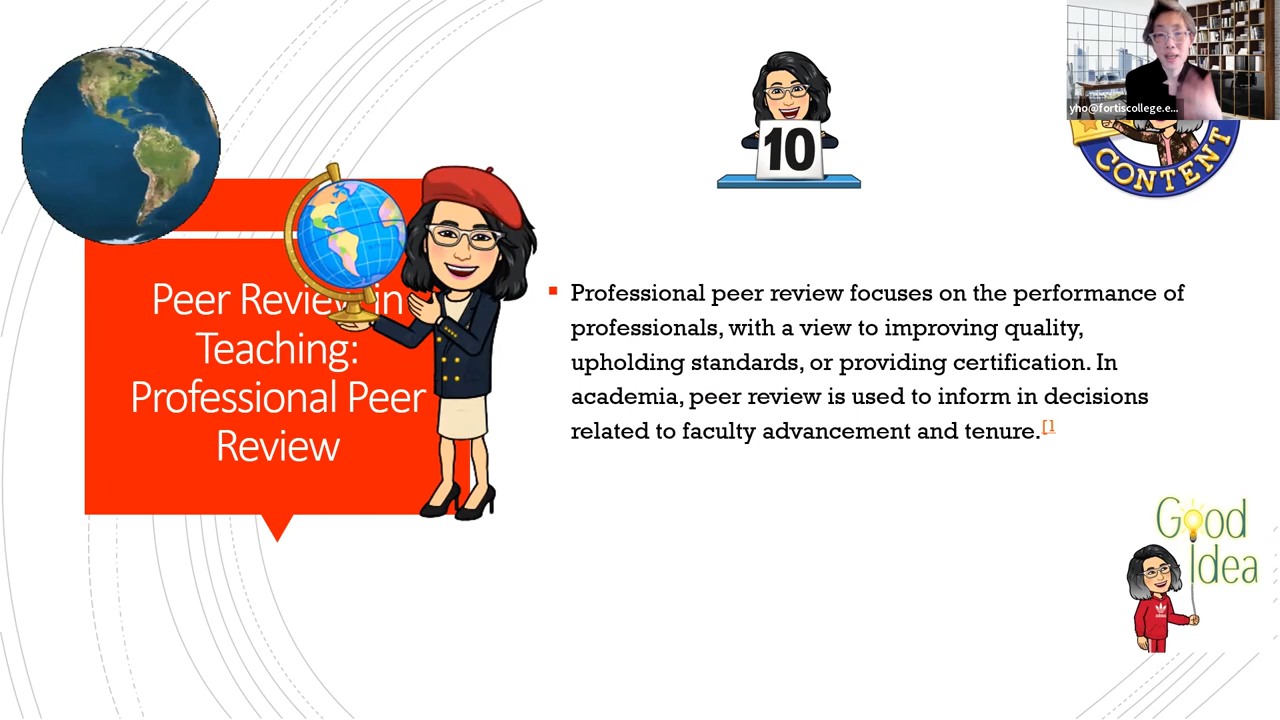 10
yho@fortiscollege.e...
CONTENT
Peer Review in
Teaching:
Professional Peer
Review
▪ Professional peer review focuses on the performance of
professionals, with a view to improving quality,
upholding standards, or providing certification. In
academia, peer review is used to inform in decisions
related to faculty advancement and tenure.[1
Good
Idea
adidas